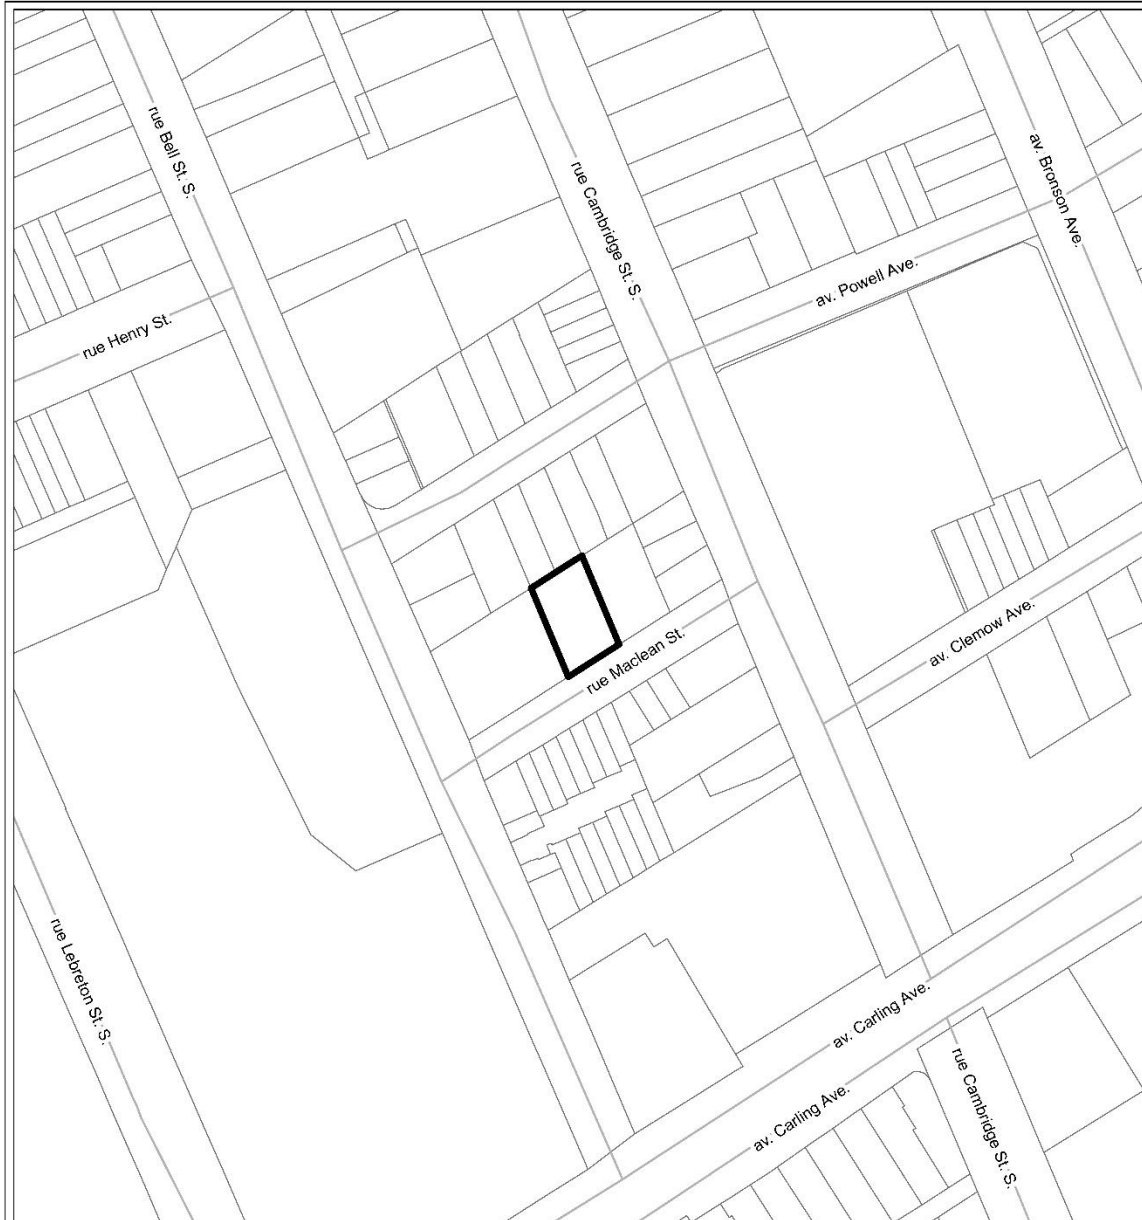 rue Bell St. S.
rue Cambridge St. S.
av. Bronson Ave.
av. Powell Ave.
rue Henry St.
av. Clemow Ave.
rue Maclean St.
rue Lebreton St. S.
av. Carling Ave.
av. Carling Ave.
rue Cambridge St. S.